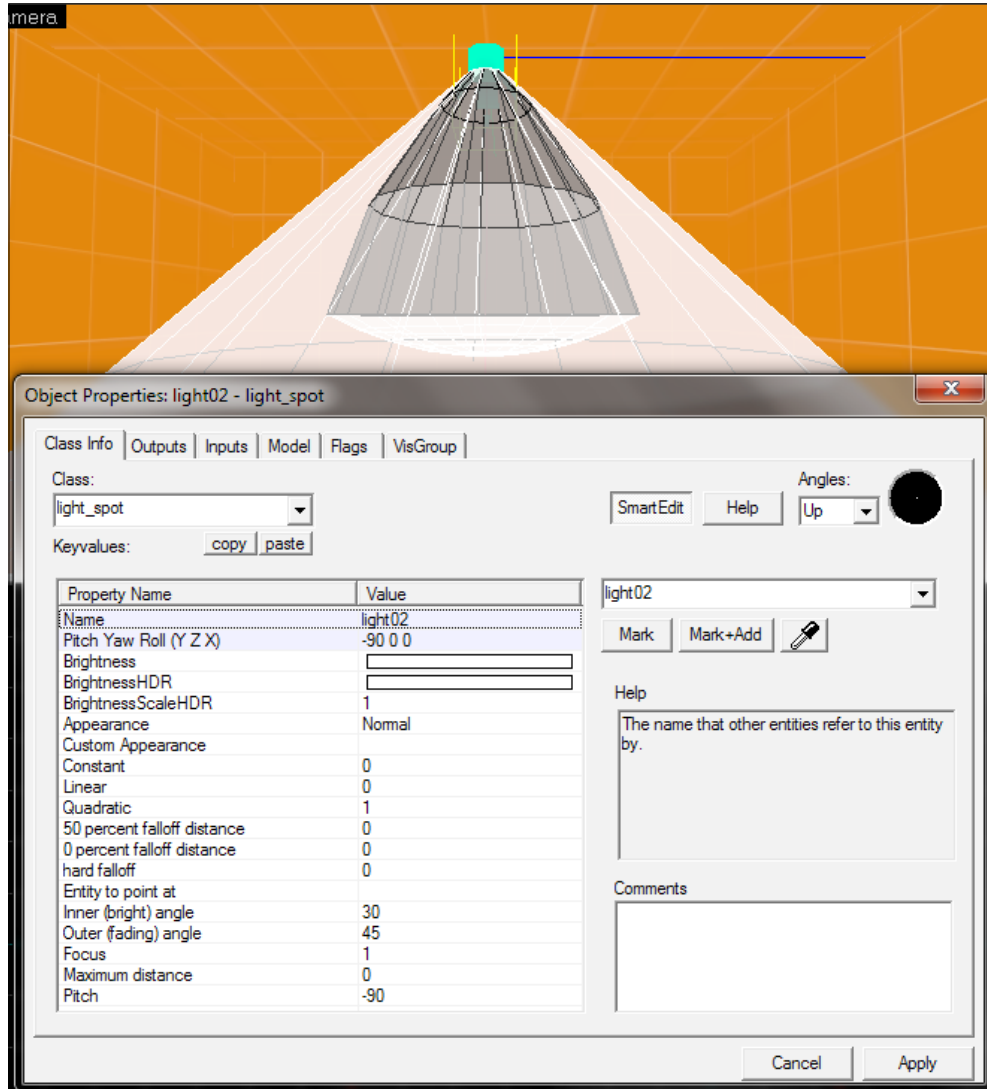 amera
Object Properties: light02 - light_spot
Class Info Outputs Inputs Model Flags VisGroup
Class:
light_spot
Keyvalues: copy paste
SmartEdit Help
Angles:
Up
Property Name Value
Name light02
Pitch Yaw Roll (Y Z X) -90 0 0
Brightness
BrightnessHDR
BrightnessScaleHDR 1
Appearance Normal
Custom Appearance
Constant 0
Linear 0
Quadratic 1
50 percent falloff distance 0
0 percent falloff distance 0
hard falloff 0
Entity to point at
Inner (bright) angle 30
Outer (fading) angle 45
Focus 1
Maximum distance 0
Pitch -90
light02
Mark Mark+Add
Help
The name that other entities refer to this entity
by.
Comments
Cancel Apply